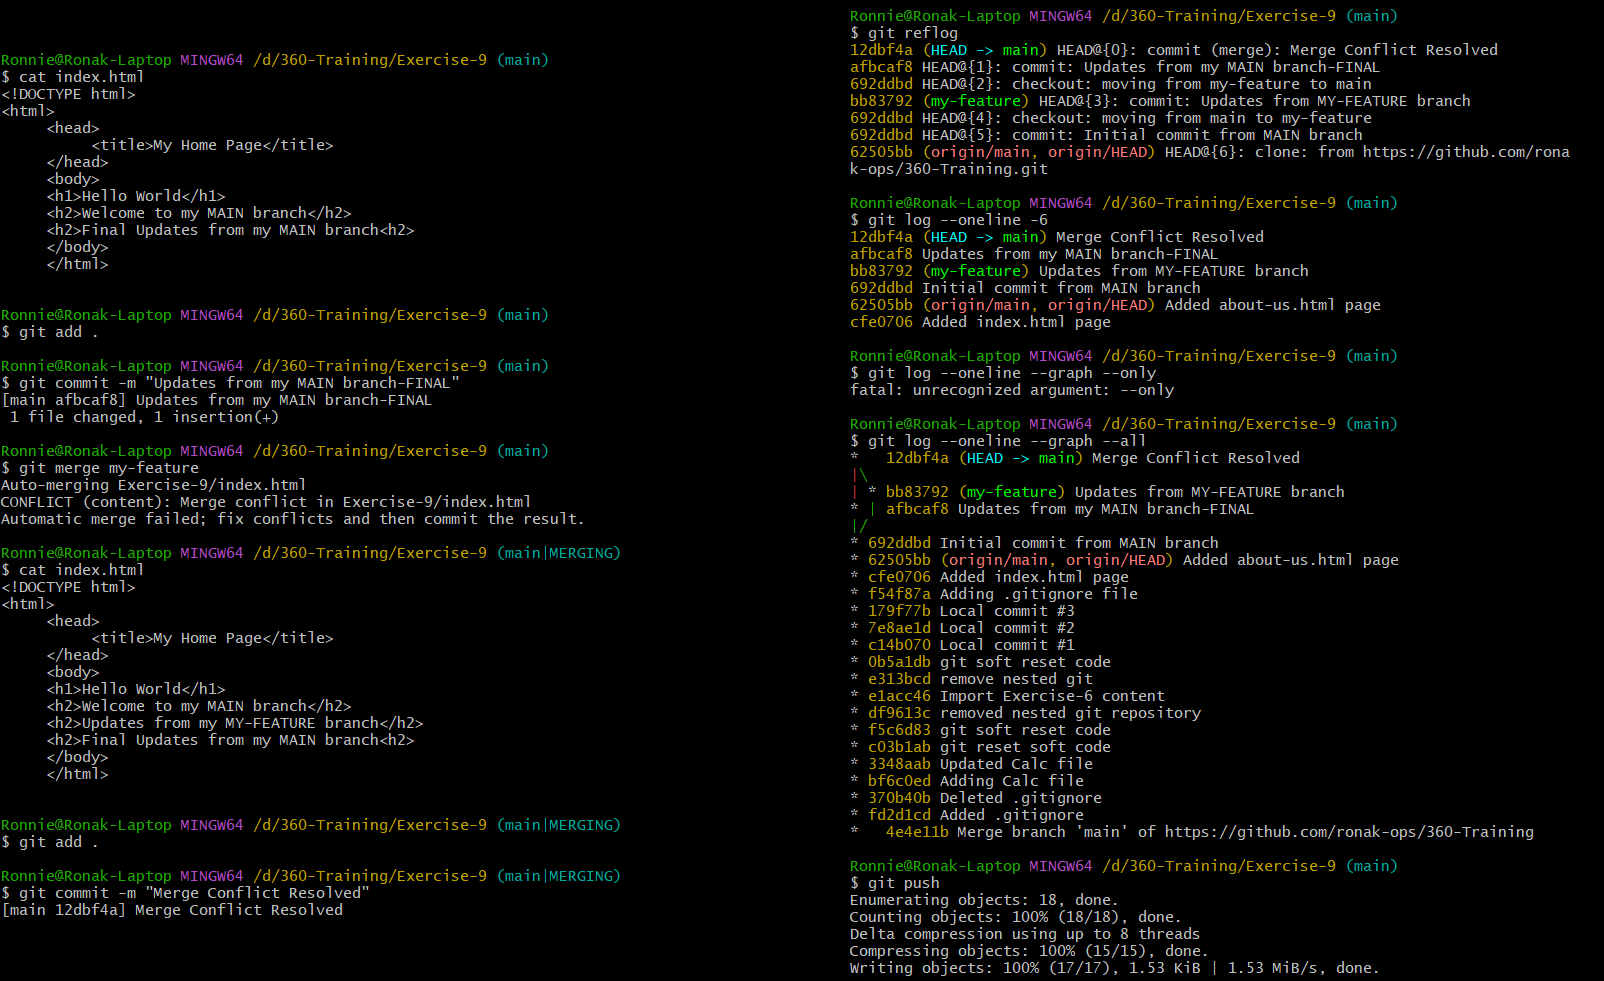 Ronnie@Ronak-Laptop MINGW64 /d/360-Training/Exercise-9 (main)
$ cat index.html
<!DOCTYPE html>
<html>
     <head>
          <title>My Home Page</title>
     </head>
     <body>
     <h1>Hello World</h1>
     <h2>Welcome to my MAIN branch</h2>
     <h2>Final Updates from my MAIN branch<h2>
     </body>
     </html>
Ronnie@Ronak-Laptop MINGW64 /d/360-Training/Exercise-9 (main)
$ git add .
Ronnie@Ronak-Laptop MINGW64 /d/360-Training/Exercise-9 (main)
$ git commit -m "Updates from my MAIN branch-FINAL"
[main afbcaf8] Updates from my MAIN branch-FINAL
 1 file changed, 1 insertion(+)
Ronnie@Ronak-Laptop MINGW64 /d/360-Training/Exercise-9 (main)
$ git merge my-feature
Auto-merging Exercise-9/index.html
CONFLICT (content): Merge conflict in Exercise-9/index.html
Automatic merge failed; fix conflicts and then commit the result.
Ronnie@Ronak-Laptop MINGW64 /d/360-Training/Exercise-9 (main|MERGING)
$ cat index.html
<!DOCTYPE html>
<html>
     <head>
          <title>My Home Page</title>
     </head>
     <body>
     <h1>Hello World</h1>
     <h2>Welcome to my MAIN branch</h2>
     <h2>Updates from my MY-FEATURE branch</h2>
     <h2>Final Updates from my MAIN branch<h2>
     </body>
     </html>
Ronnie@Ronak-Laptop MINGW64 /d/360-Training/Exercise-9 (main|MERGING)
$ git add .
Ronnie@Ronak-Laptop MINGW64 /d/360-Training/Exercise-9 (main|MERGING)
$ git commit -m "Merge Conflict Resolved"
[main 12dbf4a] Merge Conflict Resolved
Ronnie@Ronak-Laptop MINGW64 /d/360-Training/Exercise-9 (main)
$ git reflog
12dbf4a (HEAD -> main) HEAD@{0}: commit (merge): Merge Conflict Resolved
afbcaf8 HEAD@{1}: commit: Updates from my MAIN branch-FINAL
692ddbd HEAD@{2}: checkout: moving from my-feature to main
bb83792 (my-feature) HEAD@{3}: commit: Updates from MY-FEATURE branch
692ddbd HEAD@{4}: checkout: moving from main to my-feature
692ddbd HEAD@{5}: commit: Initial commit from MAIN branch
62505bb (origin/main, origin/HEAD) HEAD@{6}: clone: from https://github.com/rona
k-ops/360-Training.git
Ronnie@Ronak-Laptop MINGW64 /d/360-Training/Exercise-9 (main)
$ git log --oneline -6
12dbf4a (HEAD -> main) Merge Conflict Resolved
afbcaf8 Updates from my MAIN branch-FINAL
bb83792 (my-feature) Updates from MY-FEATURE branch
692ddbd Initial commit from MAIN branch
62505bb (origin/main, origin/HEAD) Added about-us.html page
cfe0706 Added index.html page
Ronnie@Ronak-Laptop MINGW64 /d/360-Training/Exercise-9 (main)
$ git log --oneline --graph --only
fatal: unrecognized argument: --only
Ronnie@Ronak-Laptop MINGW64 /d/360-Training/Exercise-9 (main)
$ git log --oneline --graph --all
*   12dbf4a (HEAD -> main) Merge Conflict Resolved
|\
| * bb83792 (my-feature) Updates from MY-FEATURE branch
* | afbcaf8 Updates from my MAIN branch-FINAL
|/
* 692ddbd Initial commit from MAIN branch
* 62505bb (origin/main, origin/HEAD) Added about-us.html page
* cfe0706 Added index.html page
* f54f87a Adding .gitignore file
* 179f77b Local commit #3
* 7e8ae1d Local commit #2
* c14b070 Local commit #1
* 0b5a1db git soft reset code
* e313bcd remove nested git
* e1acc46 Import Exercise-6 content
* df9613c removed nested git repository
* f5c6d83 git soft reset code
* c03b1ab git reset soft code
* 3348aab Updated Calc file
* bf6c0ed Adding Calc file
* 370b40b Deleted .gitignore
* fd2d1cd Added .gitignore
*   4e4e11b Merge branch 'main' of https://github.com/ronak-ops/360-Training
Ronnie@Ronak-Laptop MINGW64 /d/360-Training/Exercise-9 (main)
$ git push
Enumerating objects: 18, done.
Counting objects: 100% (18/18), done.
Delta compression using up to 8 threads
Compressing objects: 100% (15/15), done.
Writing objects: 100% (17/17), 1.53 KiB | 1.53 MiB/s, done.